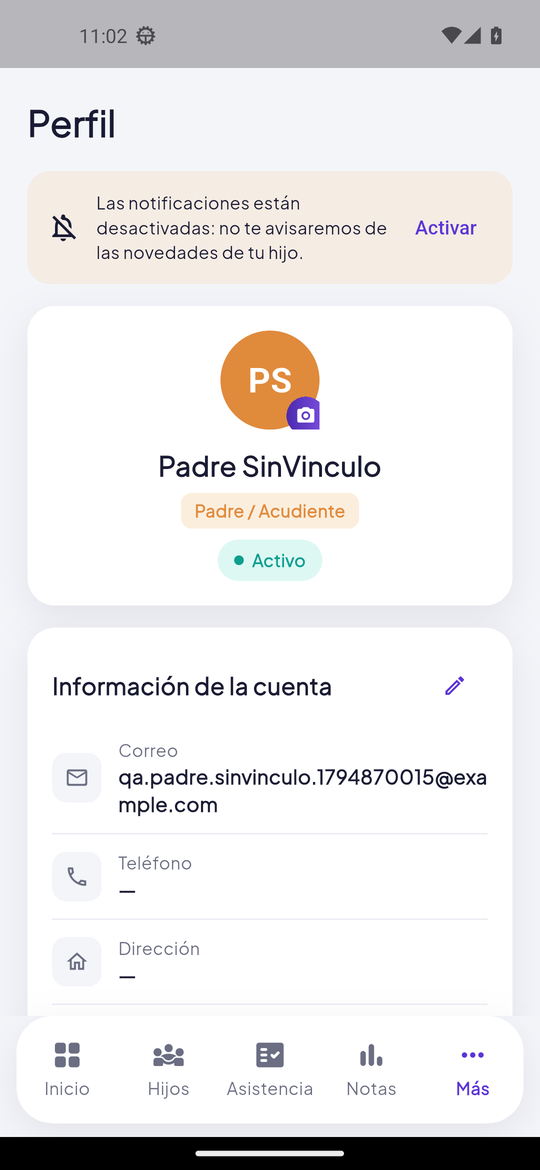 11:02
Perfil
Las notificaciones están
desactivadas: no te avisaremos de
las novedades de tu hijo.
Activar
PS
Padre SinVinculo
Padre / Acudiente
Activo
Información de la cuenta
Correo
qa.padre.sinvinculo.1794870015@exa
mple.com
Teléfono
—
Dirección
—
Inicio
Hijos
Asistencia
Notas
Más